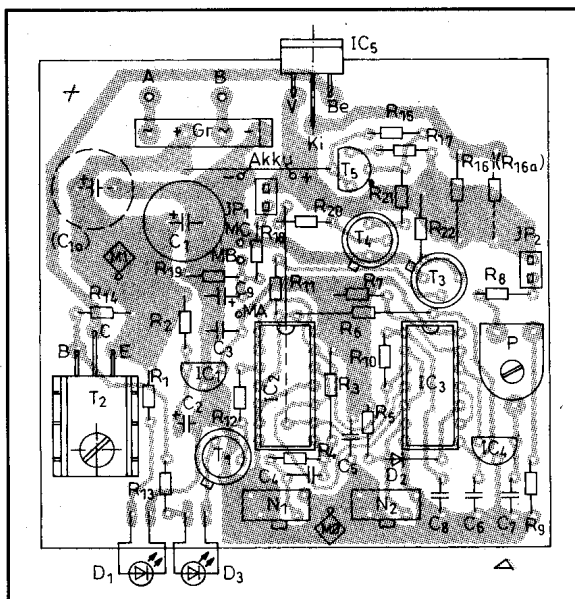 IC5
A B
V Be
Ki
~ + Gr ~ -
R15
R17
Akku
- +
T5
R16 (R16a)
R21
JP1
R20
R22
(C1a)
C1
MC
R18
T4
JP2
M1
MB
T3
R19
R11
R7
R8
C9
R14
MA
R6
C
R2
C3
R10
P
B E
IC1
IC2
R3
IC3
T2
R1
C2
R12
R5
IC4
T1
R4
C5
D2
R13
C4
N1
N2
C8 C6 C7 R9
D1 D3